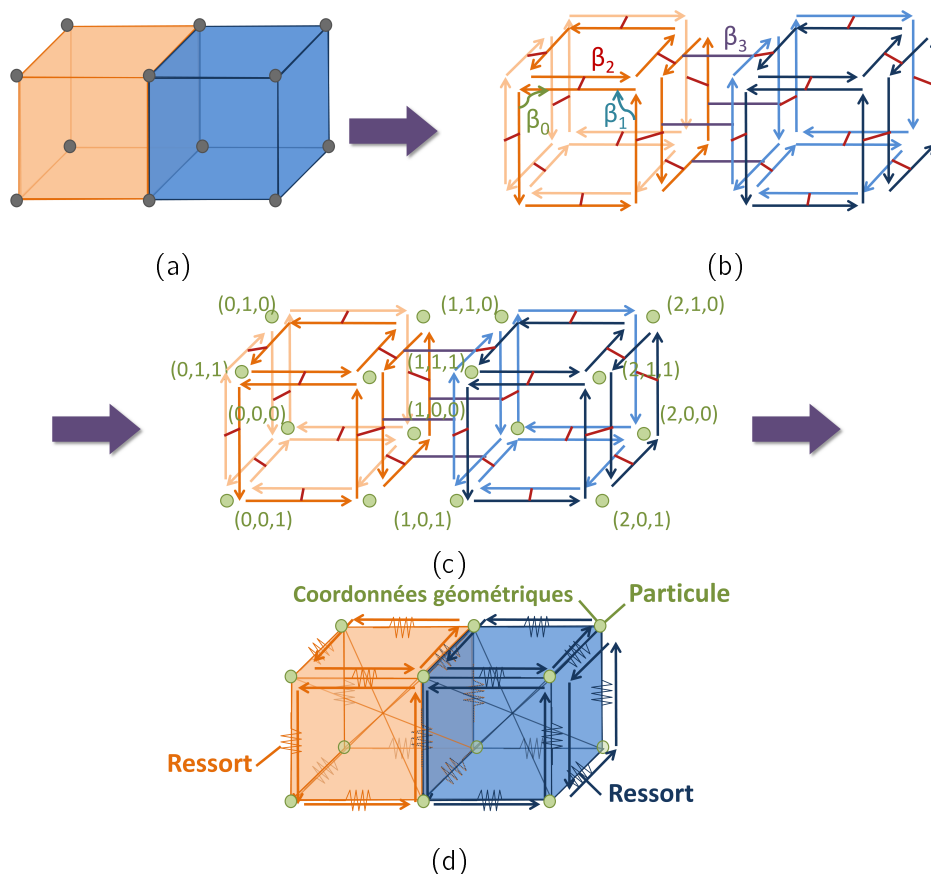 β2
β3
β0
β1
(a)
(b)
(0,1,0)
(1,1,0)
(2,1,0)
(0,1,1)
(1,1,1)
(2,1,1)
(0,0,0)
(1,0,0)
(2,0,0)
(0,0,1)
(1,0,1)
(2,0,1)
(c)
Coordonnées géométriques
Particule
Ressort
Ressort
(d)